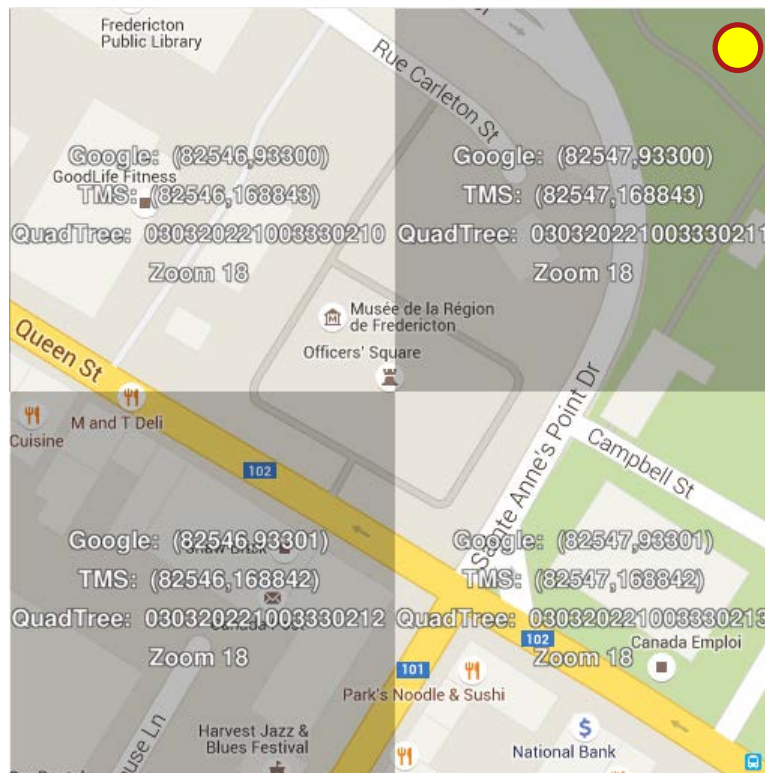 Fredericton
Public Library
Rue Carleton St
Google: (82546,93300)
GoodLife Fitness
TMS: (82546,168843)
QuadTree: 030320221003330210
Zoom 18
Google: (82547,93300)
TMS: (82547,168843)
QuadTree: 030320221003330211
Zoom 18
Musée de la Région
de Fredericton
Officers' Square
Queen St
M and T Deli
Cuisine
102
Sainte Anne's Point Dr
Campbell St
Google: (82546,93301)
TMS: (82546,168842)
QuadTree: 030320221003330212
Canada Post
Zoom 18
Google: (82547,93301)
TMS: (82547,168842)
QuadTree: 030320221003330213
102
Zoom 18
Canada Emploi
101
Park's Noodle & Sushi
Harvest Jazz &
Blues Festival
National Bank
Ln